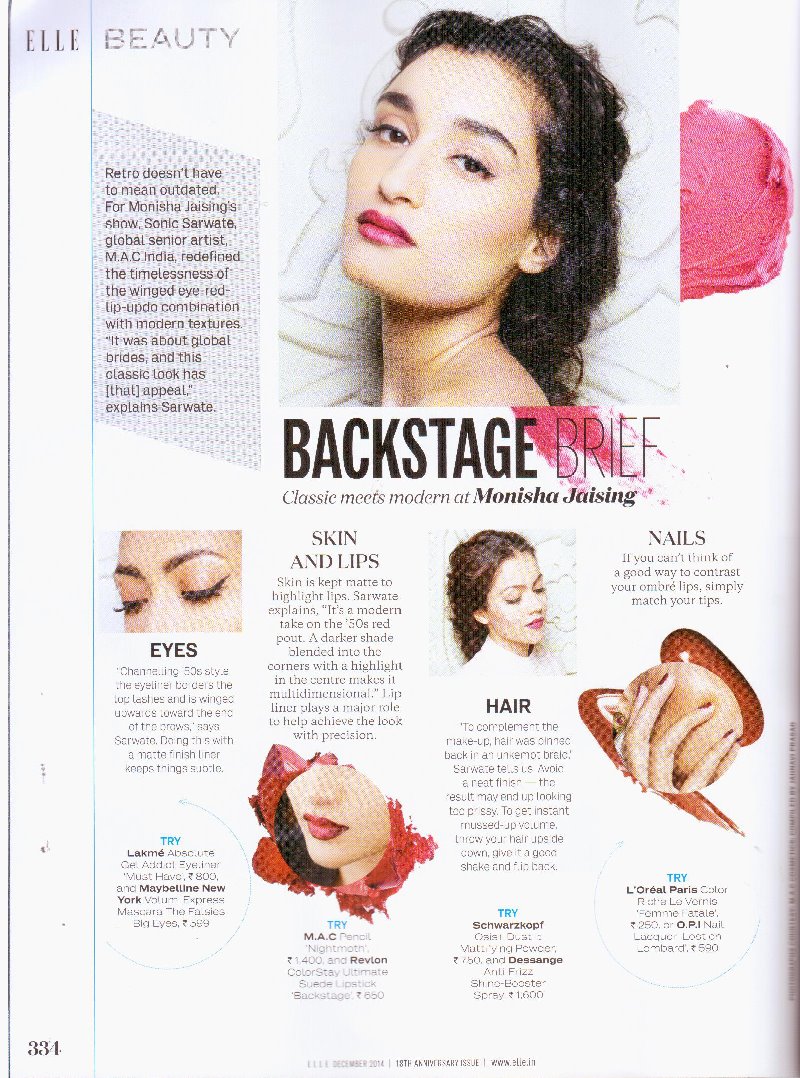 ELLE BEAUTY
Retro doesn't have
to mean outdated.
For Monisha Jaising's
show, Sonic Sarwate,
global senior artist,
M.A.C India, redefined
the timelessness of
the winged eye-red-
lip-updo combination
with modern textures.
"It was about global
brides, and this
classic look has
[that] appeal,"
explains Sarwate.
BACKSTAGE BRIEF
Classic meets modern at Monisha Jaising
EYES
"Channelling '50s style,
the eyeliner borders the
top lashes and is winged
upwards toward the end
of the brows," says
Sarwate. Doing this with
a matte finish liner
keeps things subtle.
TRY
Lakmé Absolute
Gel Addict Eyeliner
'Must Have', ₹ 800,
and Maybelline New
York Volum' Express
Mascara The Falsies
Big Eyes, ₹ 599
SKIN
AND LIPS
Skin is kept matte to
highlight lips. Sarwate
explains, "It's a modern
take on the '50s red
pout. A darker shade
blended into the
corners with a highlight
in the centre makes it
multidimensional." Lip
liner plays a major role
to help achieve the look
with precision.
TRY
M.A.C Pencil
'Nightmoth',
₹ 1,400, and Revlon
ColorStay Ultimate
Suede Lipstick
'Backstage', ₹ 850
HAIR
"To complement the
make-up, hair was pinned
back in an unkempt braid,"
Sarwate tells us. Avoid
a neat finish — the
result may end up looking
too prissy. To get instant
mussed-up volume,
throw your hair upside
down, give it a good
shake and flip back.
TRY
Schwarzkopf
Osis+ Dust It
Mattifying Powder,
₹ 750, and Dessange
Anti-Frizz
Shine-Booster
Spray, ₹ 1,600
NAILS
If you can't think of
a good way to contrast
your ombré lips, simply
match your tips.
TRY
L'Oréal Paris Color
Riche Le Vernis
'Femme Fatale',
₹ 250, or O.P.I Nail
Lacquer 'Lost on
Lombard', ₹ 590
334
ELLE DECEMBER 2014 | 18TH ANNIVERSARY ISSUE | www.elle.in